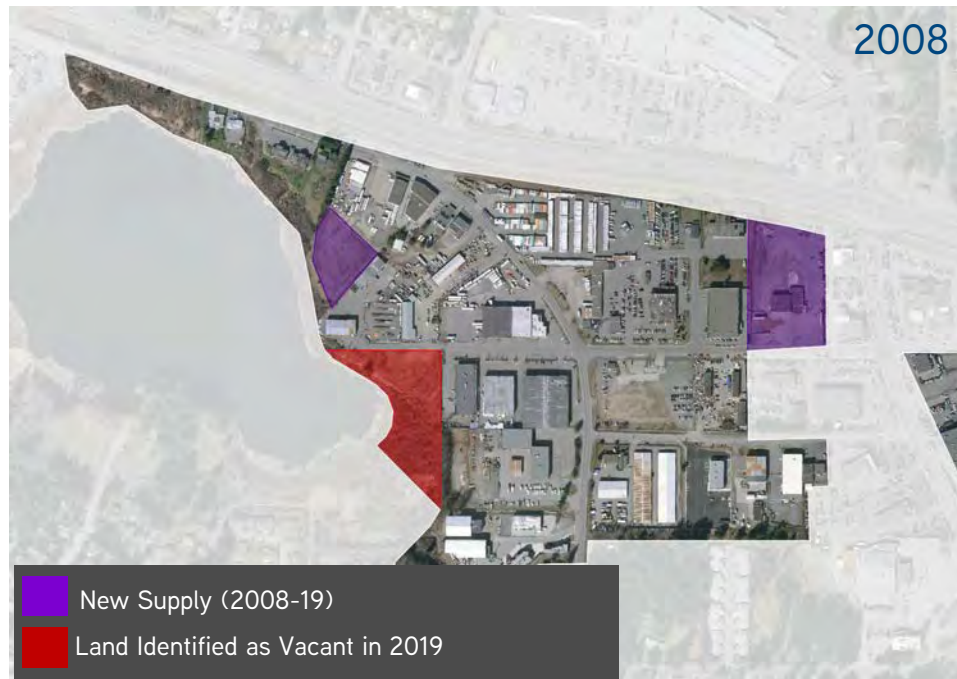 2008
New Supply (2008-19)
Land Identified as Vacant in 2019